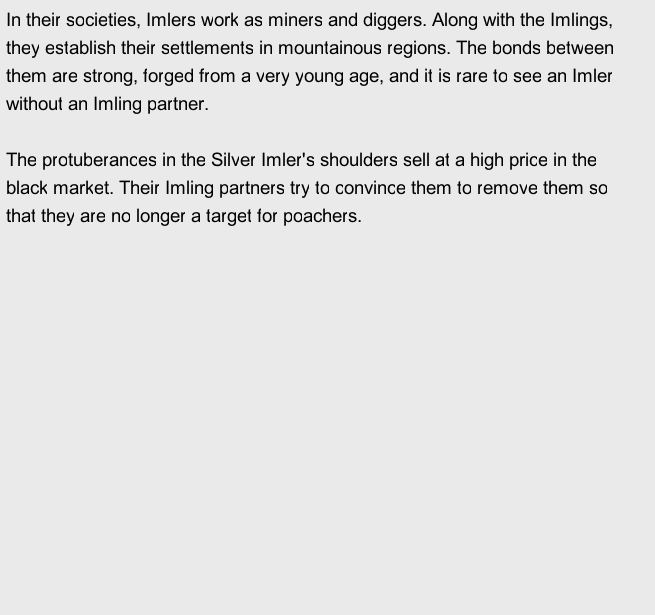 In their societies, Imlers work as miners and diggers. Along with the Imlings,
they establish their settlements in mountainous regions. The bonds between
them are strong, forged from a very young age, and it is rare to see an Imler
without an Imling partner.

The protuberances in the Silver Imler's shoulders sell at a high price in the
black market. Their Imling partners try to convince them to remove them so
that they are no longer a target for poachers.